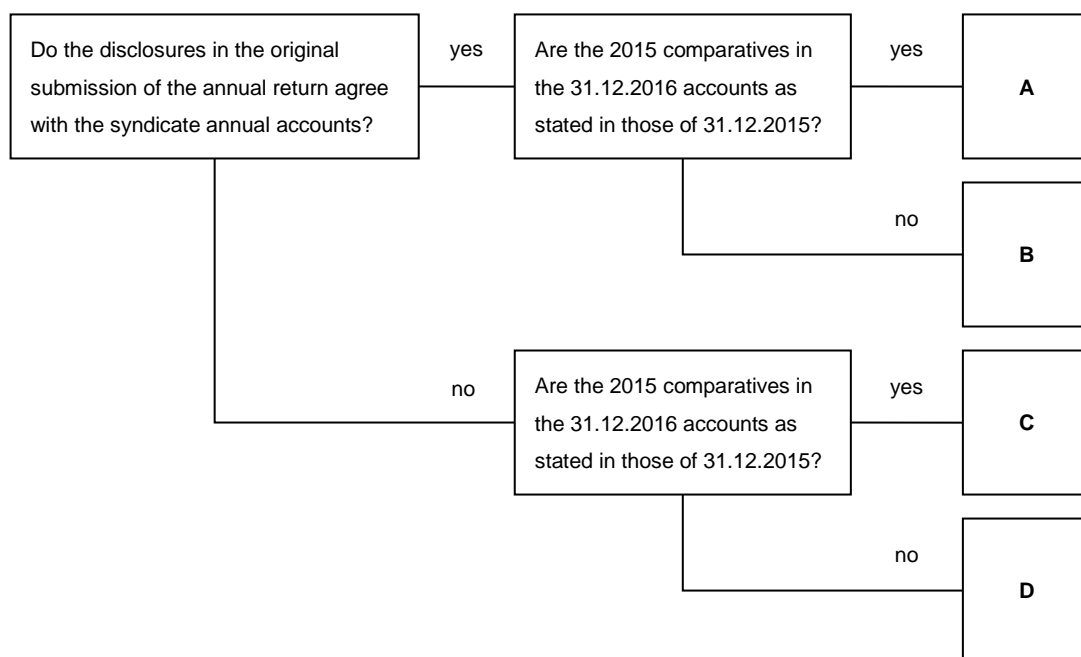 Do the disclosures in the original
submission of the annual return agree
with the syndicate annual accounts?
yes
Are the 2015 comparatives in
the 31.12.2016 accounts as
stated in those of 31.12.2015?
yes
A
no
B
no
Are the 2015 comparatives in
the 31.12.2016 accounts as
stated in those of 31.12.2015?
yes
C
no
D